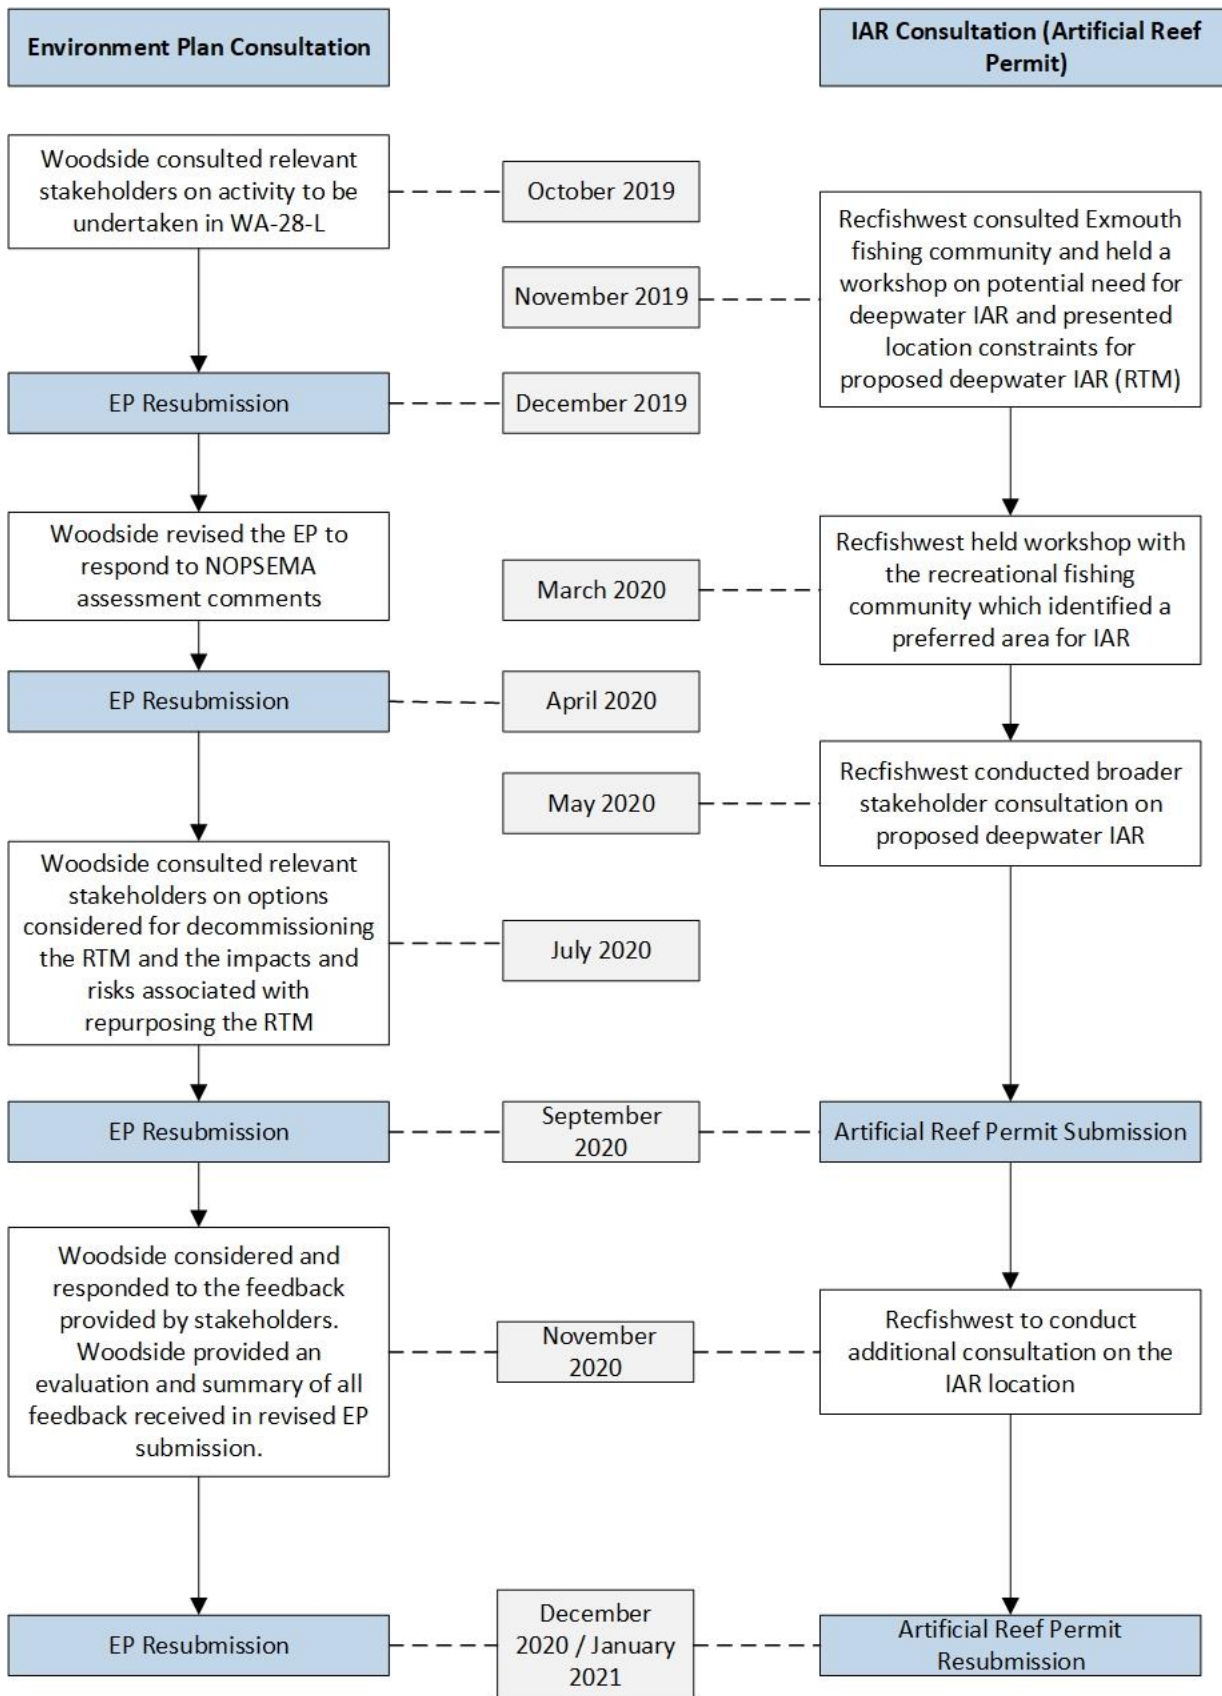 Environment Plan Consultation
IAR Consultation (Artificial Reef
Permit)
Woodside consulted relevant
stakeholders on activity to be
undertaken in WA-28-L
October 2019
Recfishwest consulted Exmouth
fishing community and held a
workshop on potential need for
deepwater IAR and presented
location constraints for
proposed deepwater IAR (RTM)
November 2019
EP Resubmission
December 2019
Woodside revised the EP to
respond to NOPSEMA
assessment comments
March 2020
Recfishwest held workshop with
the recreational fishing
community which identified a
preferred area for IAR
EP Resubmission
April 2020
May 2020
Recfishwest conducted broader
stakeholder consultation on
proposed deepwater IAR
Woodside consulted relevant
stakeholders on options
considered for decommissioning
the RTM and the impacts and
risks associated with
repurposing the RTM
July 2020
EP Resubmission
September
2020
Artificial Reef Permit Submission
Woodside considered and
responded to the feedback
provided by stakeholders.
Woodside provided an
evaluation and summary of all
feedback received in revised EP
submission.
November
2020
Recfishwest to conduct
additional consultation on the
IAR location
EP Resubmission
December
2020 / January
2021
Artificial Reef Permit
Resubmission